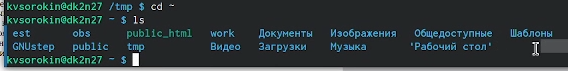 kvsorokin@dk2n27 /tmp $ cd ~
kvsorokin@dk2n27 ~ $ ls
est obs public_html work Документы Изображения Общедоступные Шаблоны
GNUstep public tmp Видео Загрузки Музыка 'Рабочий стол'
kvsorokin@dk2n27 ~ $